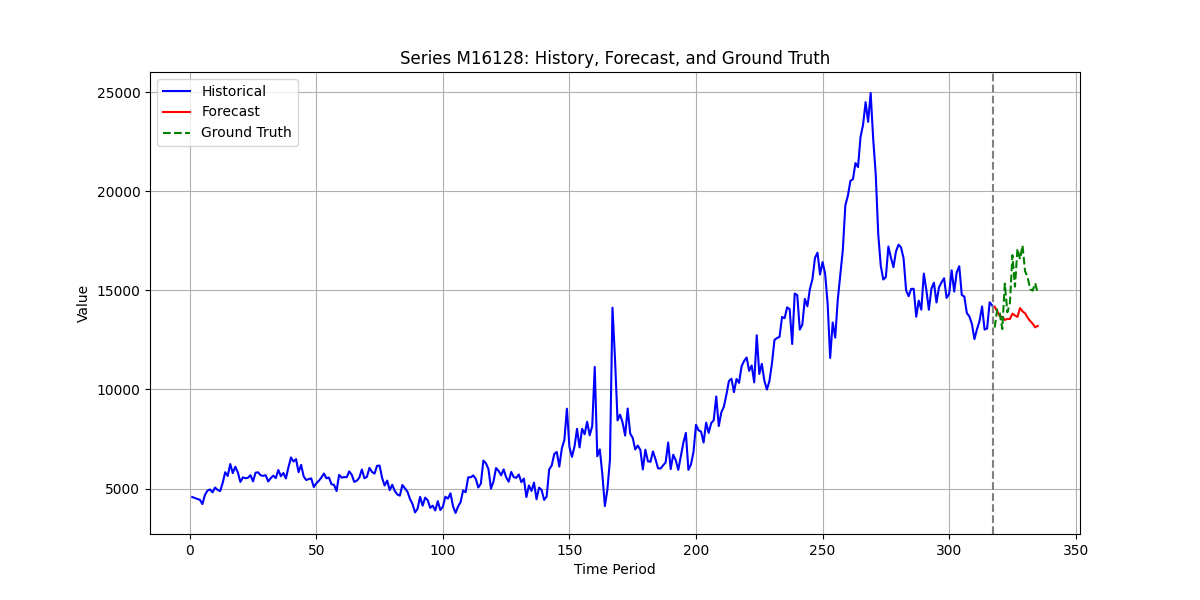 Series M16128: History, Forecast, and Ground Truth
Historical
Forecast
Ground Truth
Value
25000
20000
15000
10000
5000
0 50 100 150 200 250 300 350
Time Period